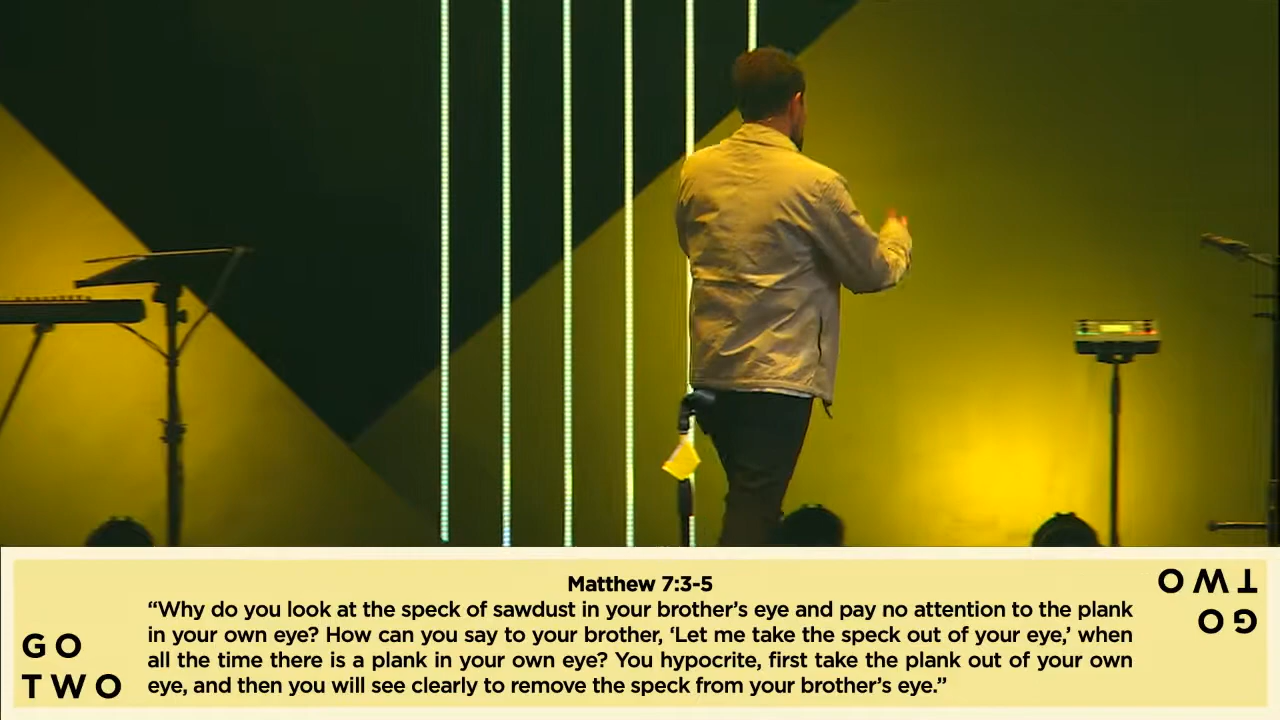 Matthew 7:3-5
“Why do you look at the speck of sawdust in your brother’s eye and pay no attention to the plank
in your own eye? How can you say to your brother, ‘Let me take the speck out of your eye,’ when
all the time there is a plank in your own eye? You hypocrite, first take the plank out of your own
eye, and then you will see clearly to remove the speck from your brother’s eye.”
GO
TWO
GO
TWO